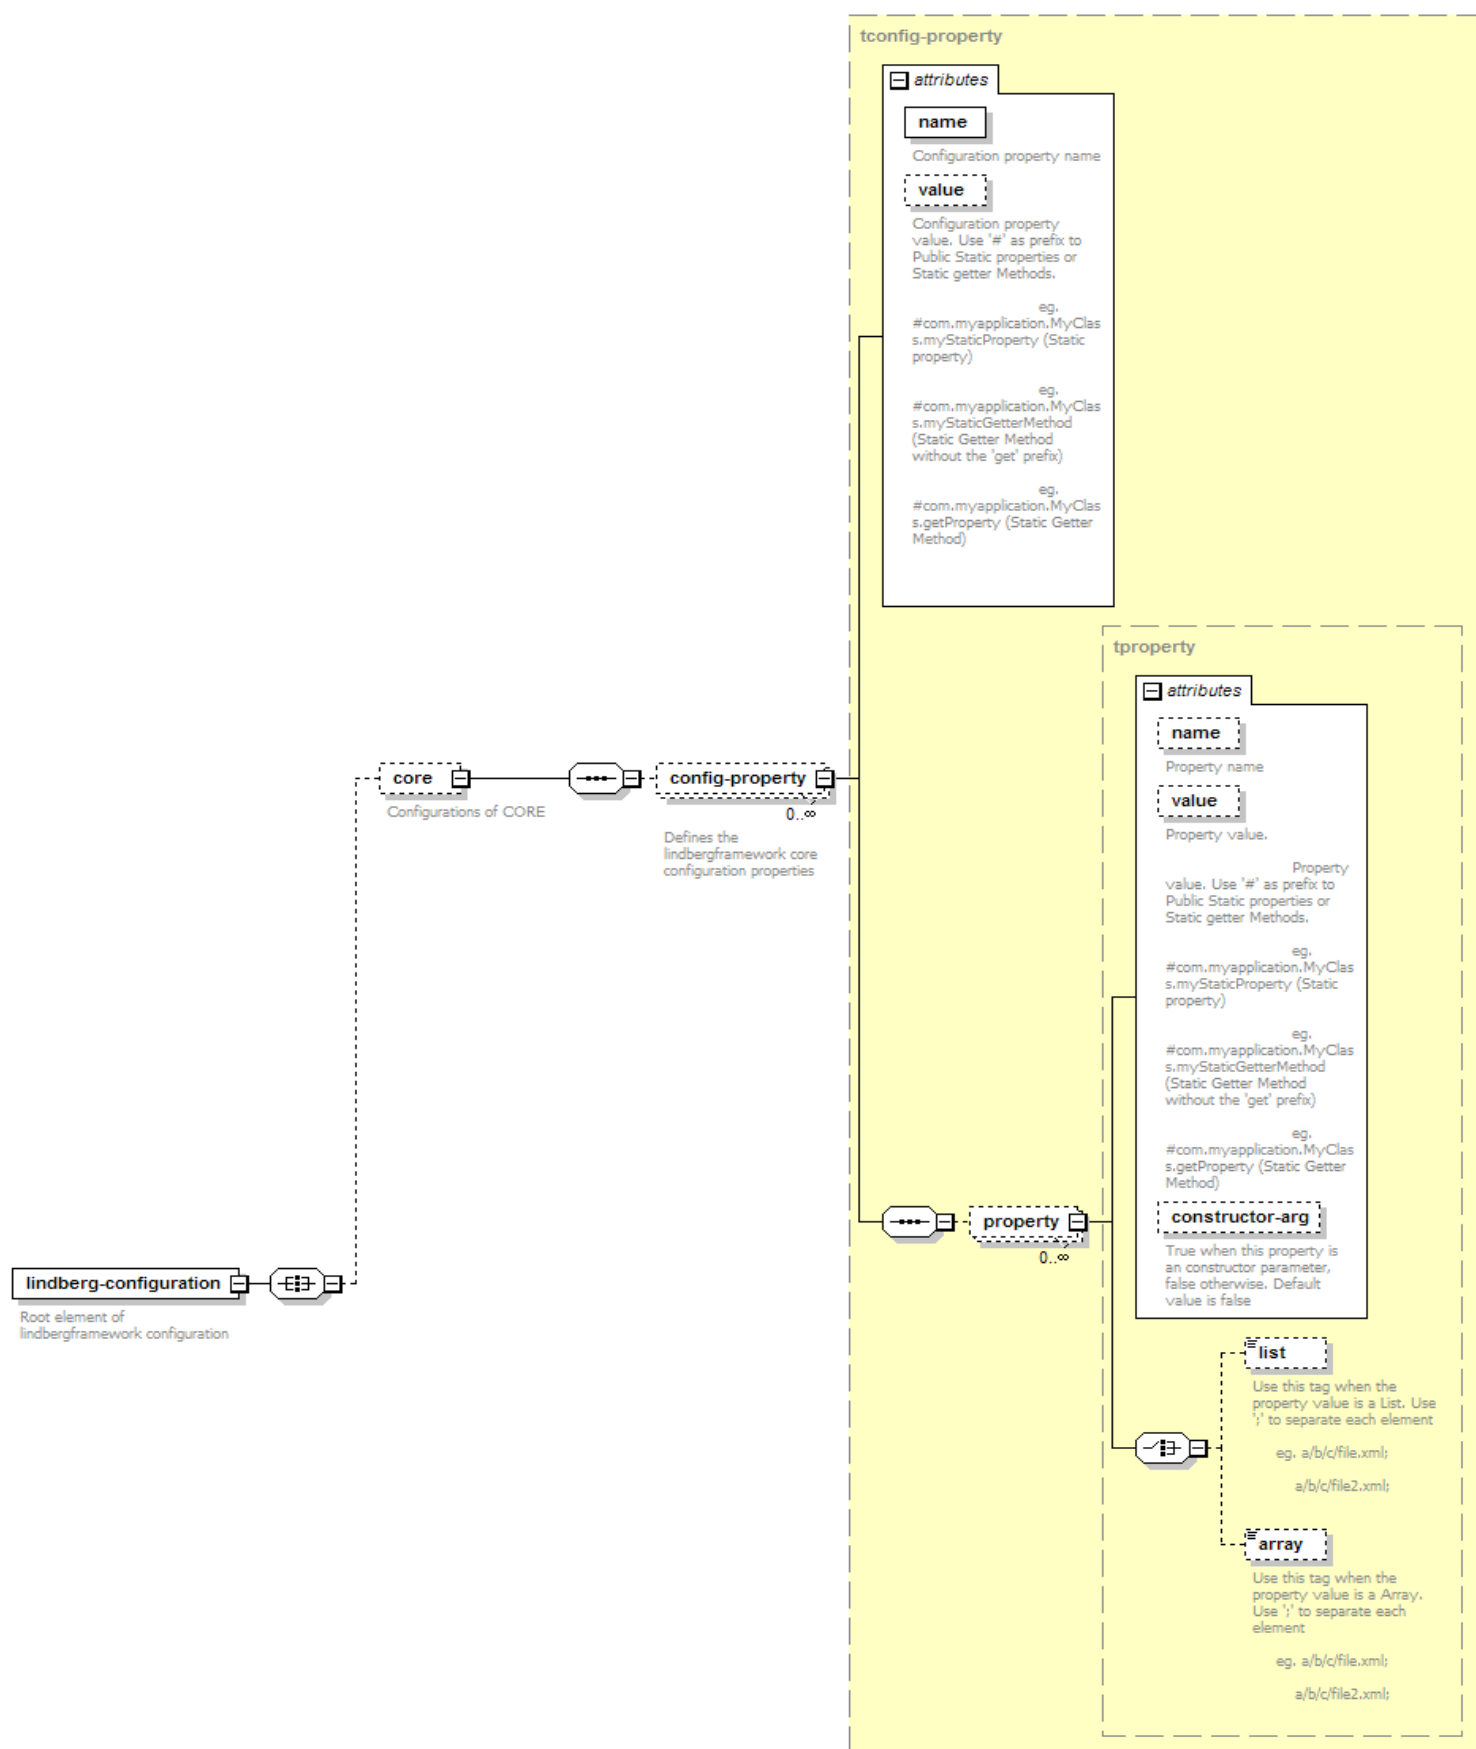 tconfig-property
attributes
name
Configuration property name
value
Configuration property
value. Use '#' as prefix to
Public Static properties or
Static getter Methods.
eg.
#com.myapplication.MyClas
s.myStaticProperty (Static
property)
eg.
#com.myapplication.MyClas
s.myStaticGetterMethod
(Static Getter Method
without the 'get' prefix)
eg.
#com.myapplication.MyClas
s.getProperty (Static Getter
Method)
tproperty
attributes
name
Property name
value
Property value.
Property
value. Use '#' as prefix to
Public Static properties or
Static getter Methods.
eg.
#com.myapplication.MyClas
s.myStaticProperty (Static
property)
eg.
#com.myapplication.MyClas
s.myStaticGetterMethod
(Static Getter Method
without the 'get' prefix)
eg.
#com.myapplication.MyClas
s.getProperty (Static Getter
Method)
constructor-arg
True when this property is
an constructor parameter,
false otherwise. Default
value is false
core
Configurations of CORE
config-property
0..∞
Defines the
lindbergframework core
configuration properties
property
0..∞
lindberg-configuration
Root element of
lindbergframework configuration
list
Use this tag when the
property value is a List. Use
';' to separate each element
eg. a/b/c/file.xml;
a/b/c/file2.xml;
array
Use this tag when the
property value is a Array.
Use ';' to separate each
element
eg. a/b/c/file.xml;
a/b/c/file2.xml;